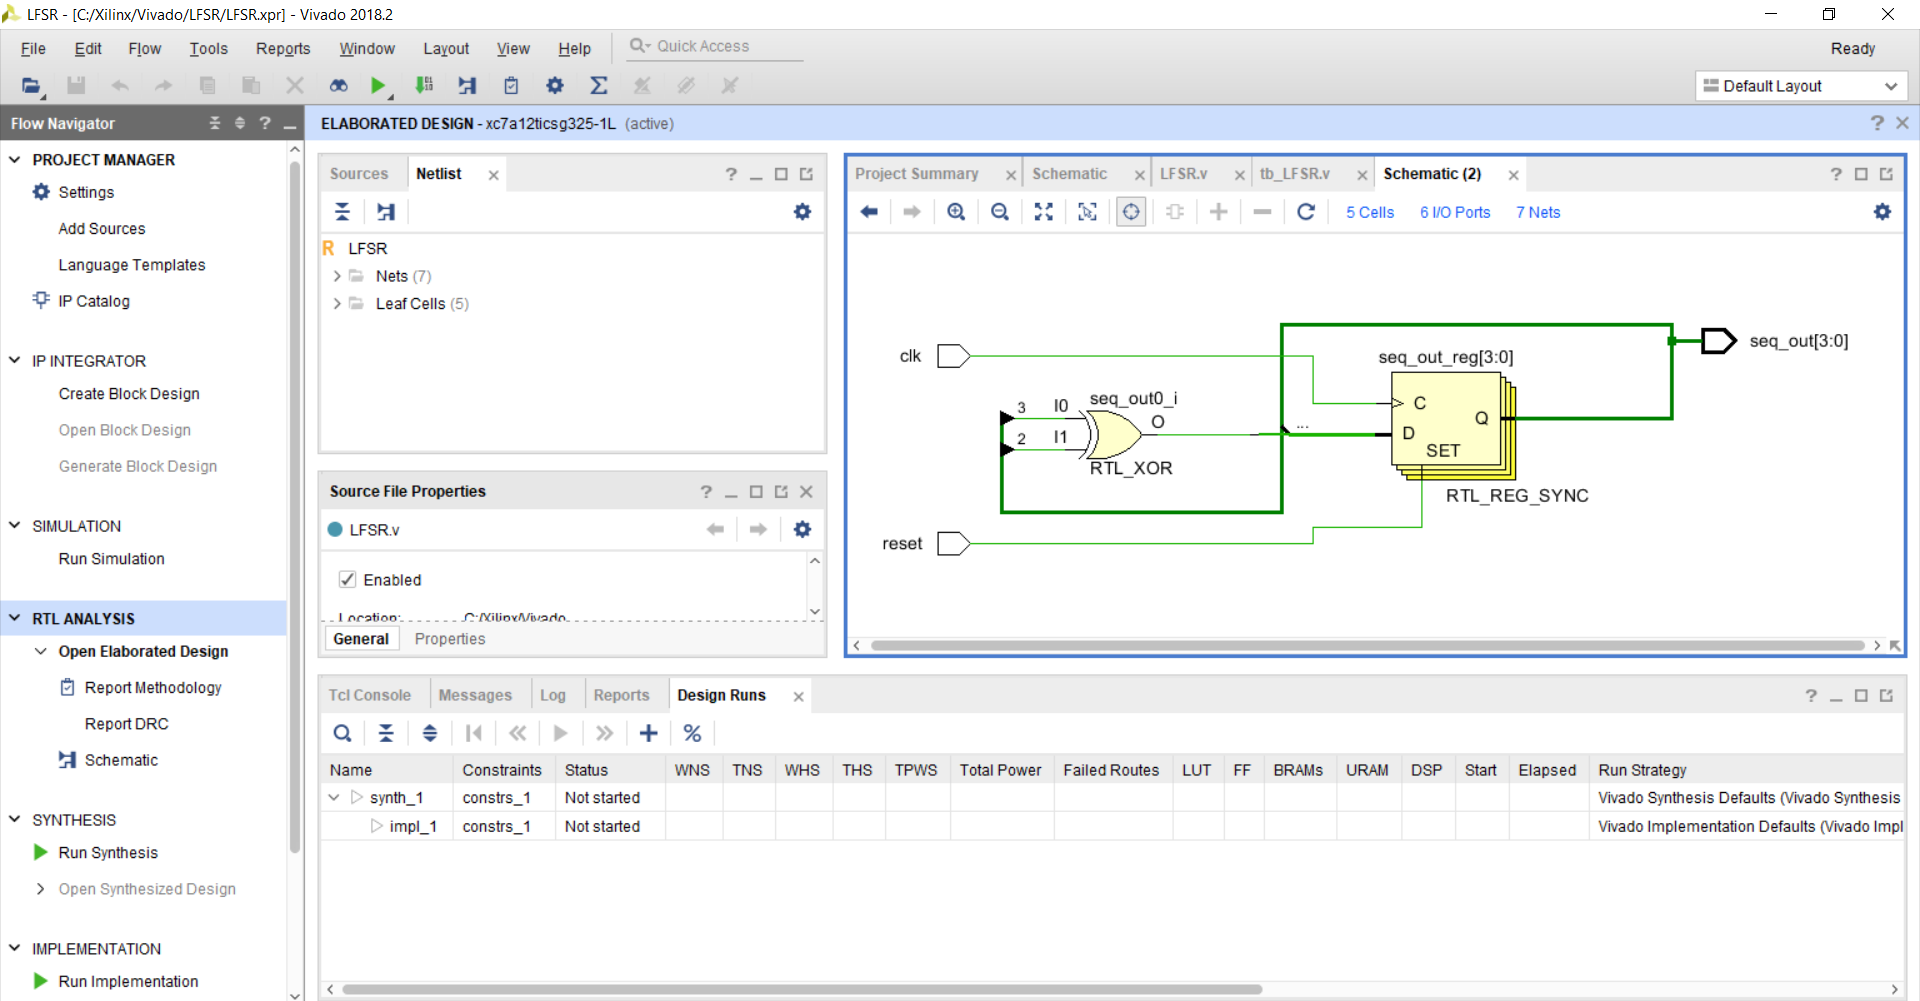 LFSR - [C:/Xilinx/Vivado/LFSR/LFSR.xpr] - Vivado 2018.2
File Edit Flow Tools Reports Window Layout View Help Quick Access Ready
Default Layout
Flow Navigator
PROJECT MANAGER
Settings
Add Sources
Language Templates
IP Catalog
IP INTEGRATOR
Create Block Design
Open Block Design
Generate Block Design
SIMULATION
Run Simulation
RTL ANALYSIS
Open Elaborated Design
Report Methodology
Report DRC
Schematic
SYNTHESIS
Run Synthesis
Open Synthesized Design
IMPLEMENTATION
Run Implementation
ELABORATED DESIGN - xc7a12ticsg325-1L (active)
Sources Netlist
R LFSR
Nets (7)
Leaf Cells (5)
Source File Properties
LFSR.v
Enabled
Location: C:/Xilinx/Vivado
General Properties
Project Summary Schematic LFSR.v tb_LFSR.v Schematic (2)
5 Cells 6 I/O Ports 7 Nets
clk
seq_out_reg[3:0]
seq_out[3:0]
seq_out0_i
3 I0
2 I1
O
RTL_XOR
...
C
D
Q
SET
RTL_REG_SYNC
reset
Tcl Console Messages Log Reports Design Runs
Name Constraints Status WNS TNS WHS THS TPWS Total Power Failed Routes LUT FF BRAMs URAM DSP Start Elapsed Run Strategy
synth_1 constrs_1 Not started Vivado Synthesis Defaults (Vivado Synthesis
impl_1 constrs_1 Not started Vivado Implementation Defaults (Vivado Impl